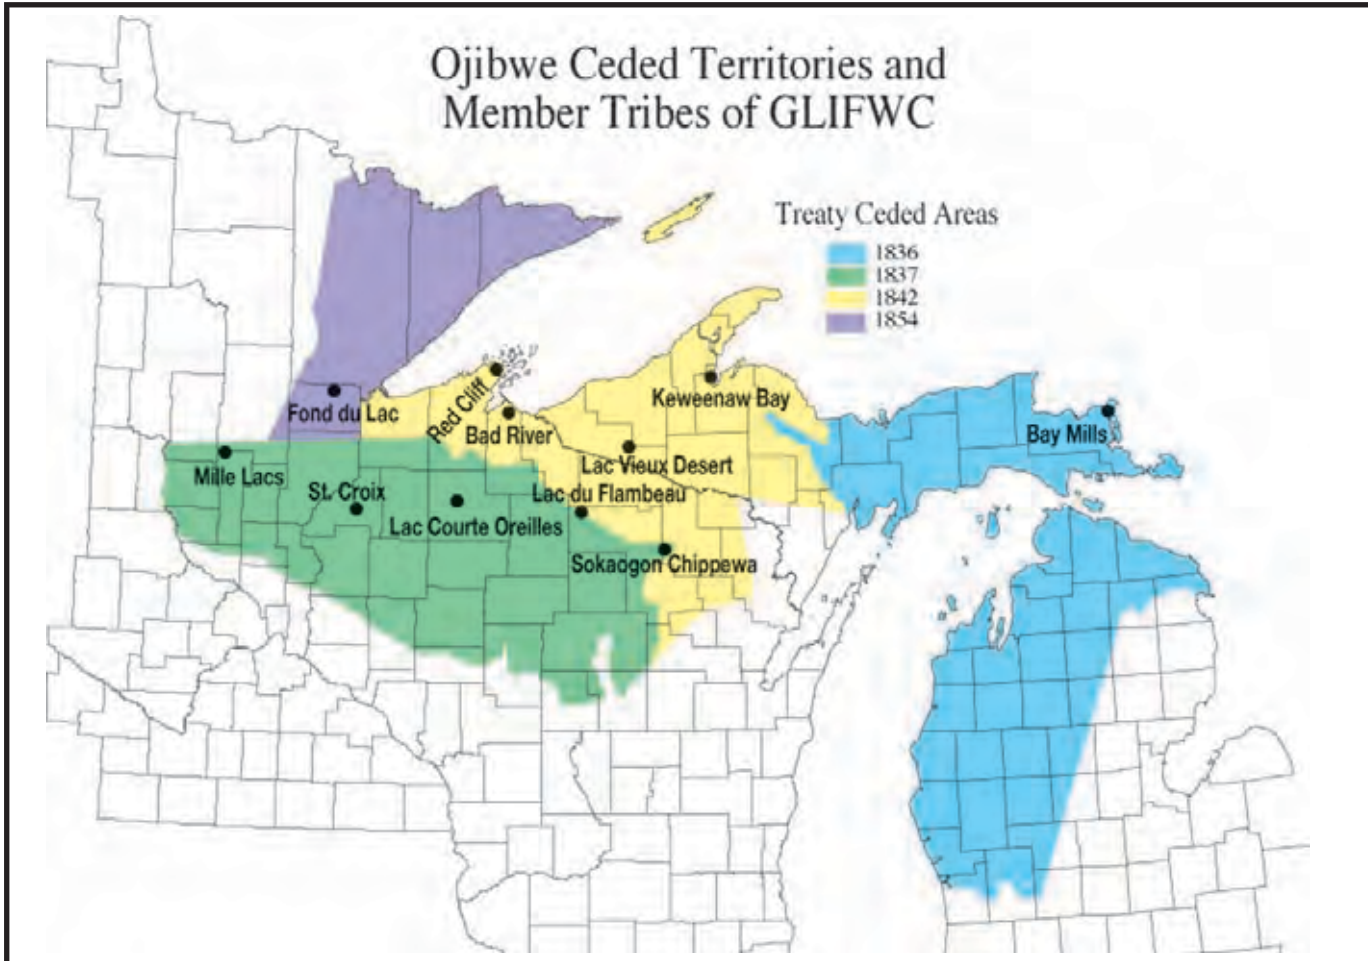 Ojibwe Ceded Territories and
Member Tribes of GLIFWC
Treaty Ceded Areas
1836
1837
1842
1854
Fond du Lac
Red Cliff
Bad River
Keweenaw Bay
Bay Mills
Mille Lacs
St. Croix
Lac Courte Oreilles
Lac Vieux Desert
Lac du Flambeau
Sokaogon Chippewa